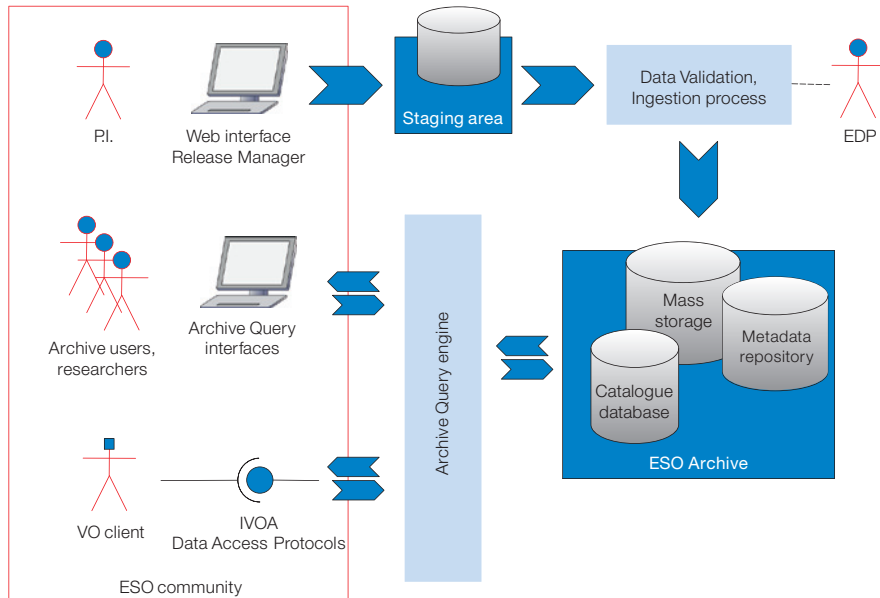 P.I.
Web interface
Release Manager
Staging area
Data Validation,
Ingestion process
EDP
Archive users,
researchers
Archive Query
interfaces
Archive Query engine
Mass
storage
Metadata
repository
Catalogue
database
ESO Archive
VO client
IVOA
Data Access Protocols
ESO community